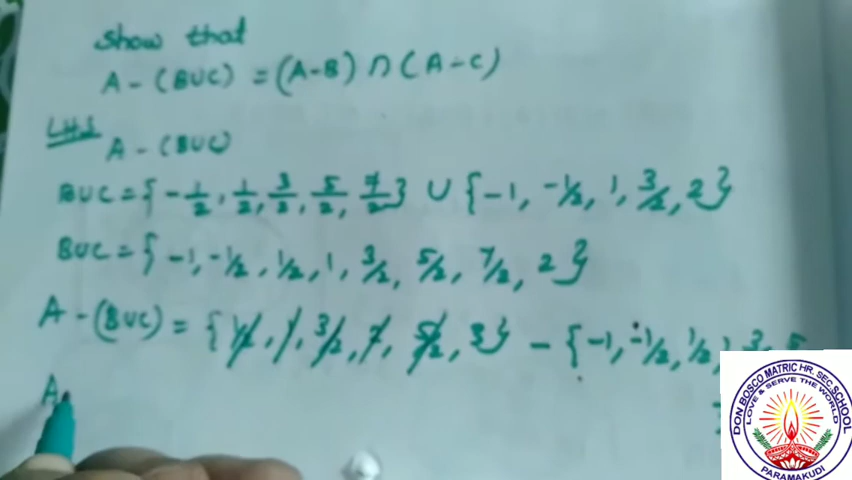 Show that
A - (BUC) = (A-B) ∩ (A-C)
L.H.S
A - (BUC)
BUC = {-1/2, 1/2, 3/2, 5/2, 7/2} ∪ {-1, -1/2, 1, 3/2, 2}
BUC = {-1, -1/2, 1/2, 1, 3/2, 5/2, 7/2, 2}
A - (BUC) = {1/2, 1, 3/2, 2, 5/2, 3} - {-1, -1/2, 1/2, 1, 3, 5
A
DON BOSCO MATRIC HR. SEC. SCHOOL
LOVE & SERVE THE WORLD
PARAMAKUDI